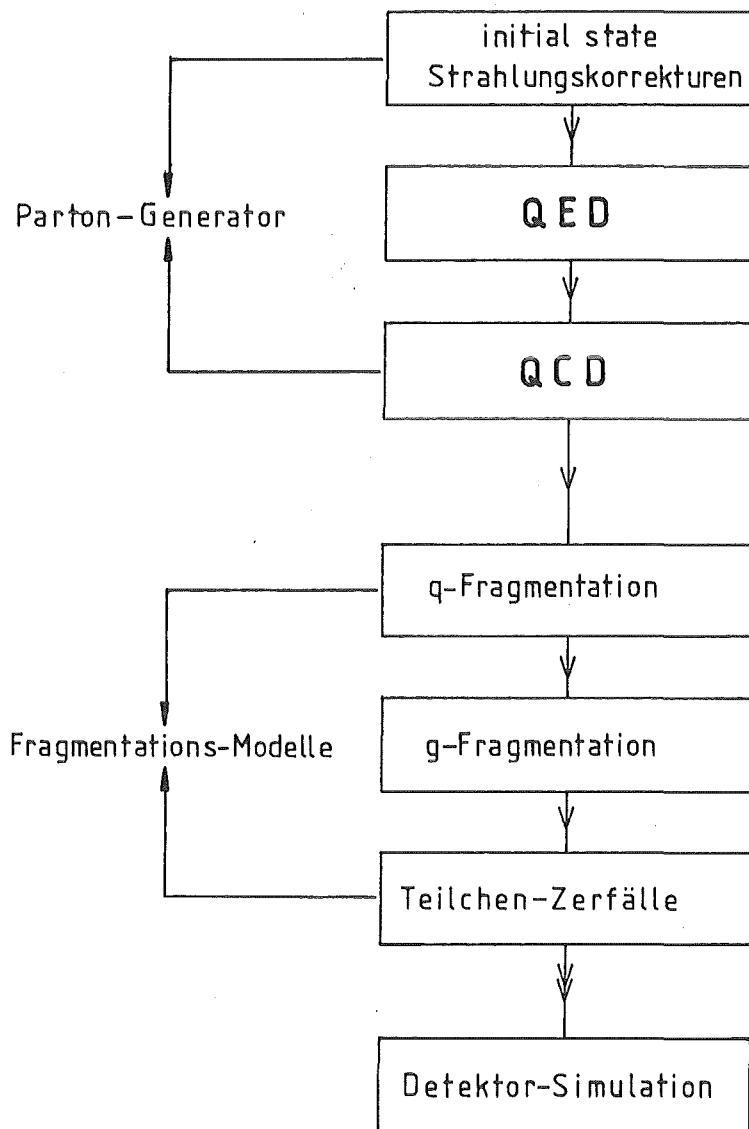 initial state
Strahlungskorrekturen
QED
Parton-Generator
QCD
q-Fragmentation
Fragmentations-Modelle
g-Fragmentation
Teilchen-Zerfälle
Detektor-Simulation